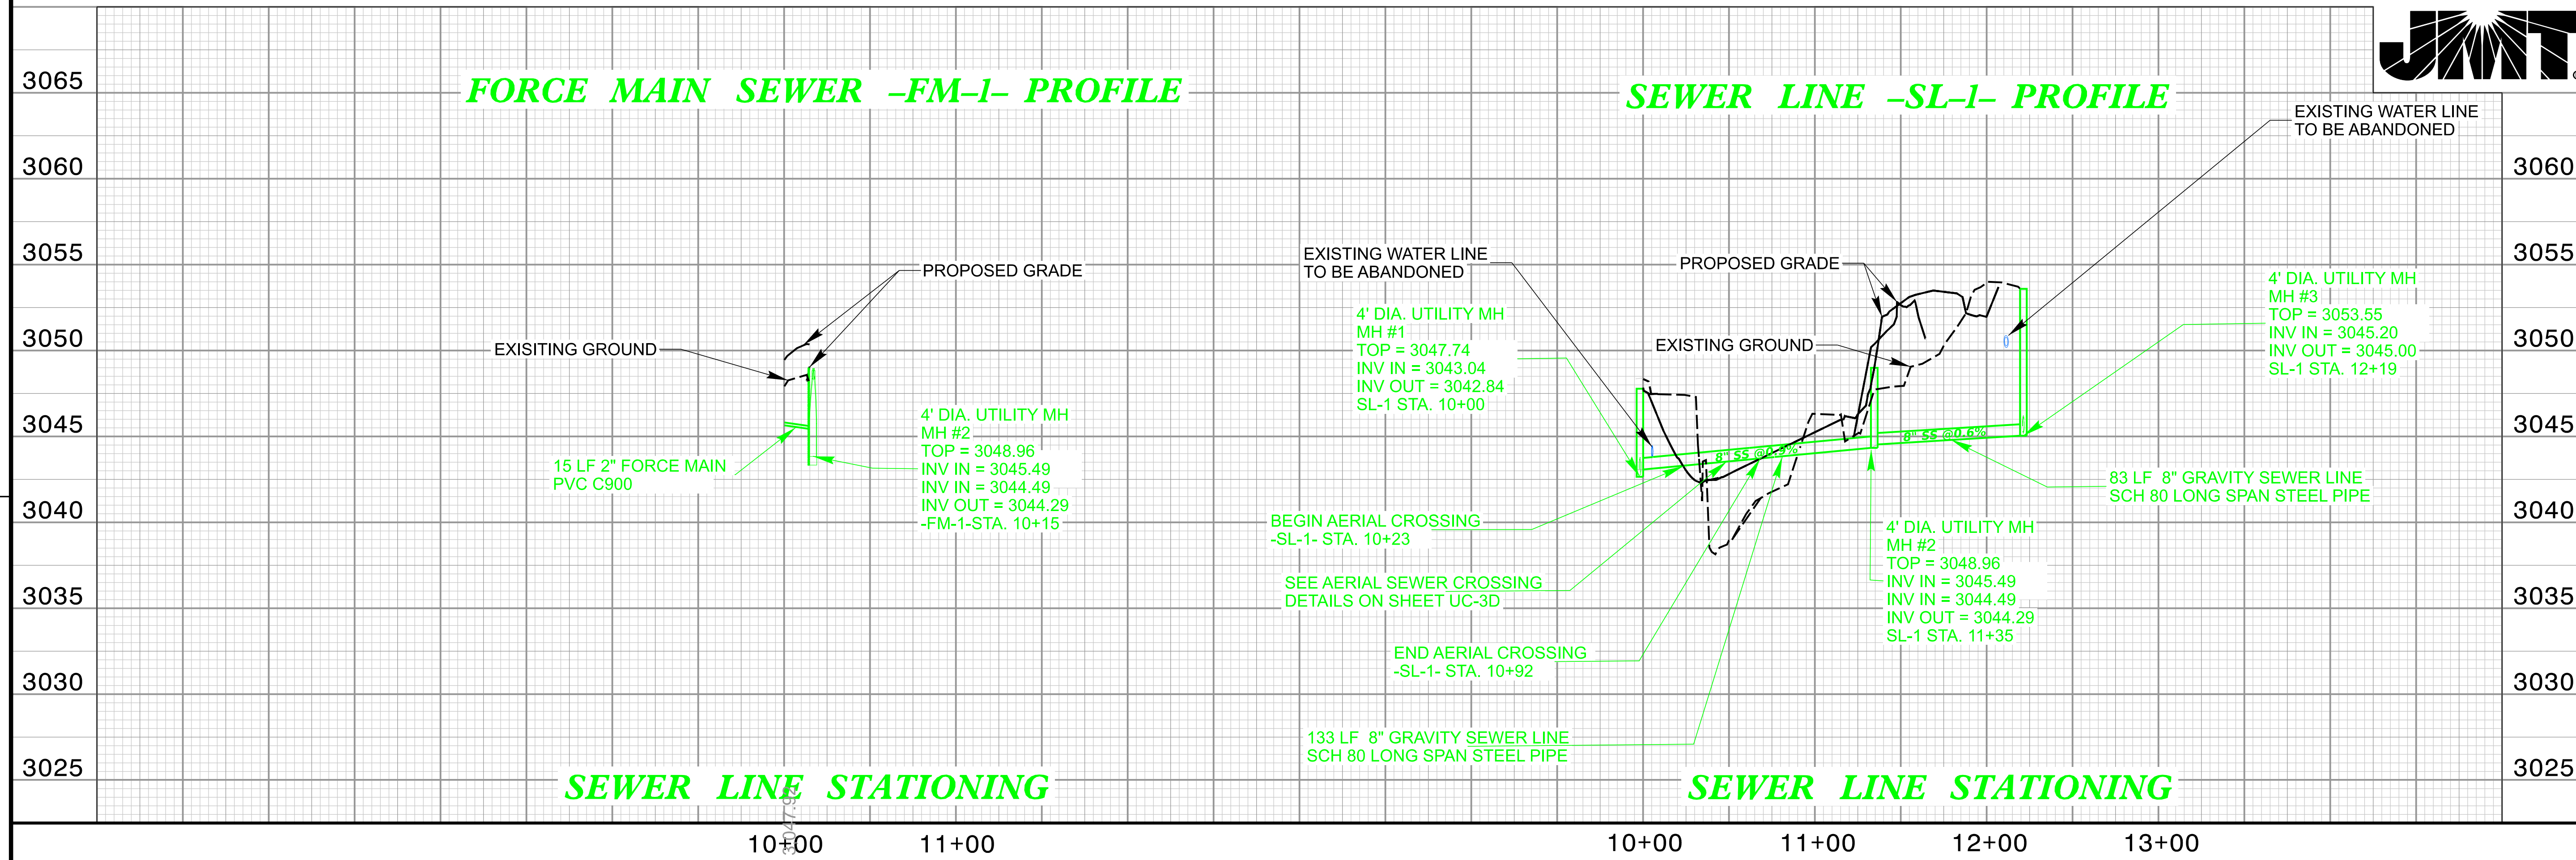 JMT
3065
3060
3055
3050
3045
3040
3035
3030
3025
FORCE MAIN SEWER –FM–1– PROFILE
PROPOSED GRADE
EXISITING GROUND
4' DIA. UTILITY MH
MH #2
TOP = 3048.96
INV IN = 3045.49
INV IN = 3044.49
INV OUT = 3044.29
-FM-1-STA. 10+15
15 LF 2" FORCE MAIN
PVC C900
SEWER LINE STATIONING
3047.94
10+00
11+00
SEWER LINE –SL–1– PROFILE
EXISTING WATER LINE
TO BE ABANDONED
EXISTING WATER LINE
TO BE ABANDONED
PROPOSED GRADE
4' DIA. UTILITY MH
MH #1
TOP = 3047.74
INV IN = 3043.04
INV OUT = 3042.84
SL-1 STA. 10+00
EXISTING GROUND
4' DIA. UTILITY MH
MH #3
TOP = 3053.55
INV IN = 3045.20
INV OUT = 3045.00
SL-1 STA. 12+19
8" SS @0.9%
8" SS @0.6%
83 LF 8" GRAVITY SEWER LINE
SCH 80 LONG SPAN STEEL PIPE
BEGIN AERIAL CROSSING
-SL-1- STA. 10+23
4' DIA. UTILITY MH
MH #2
TOP = 3048.96
INV IN = 3045.49
INV IN = 3044.49
INV OUT = 3044.29
SL-1 STA. 11+35
SEE AERIAL SEWER CROSSING
DETAILS ON SHEET UC-3D
END AERIAL CROSSING
-SL-1- STA. 10+92
133 LF 8" GRAVITY SEWER LINE
SCH 80 LONG SPAN STEEL PIPE
SEWER LINE STATIONING
10+00
11+00
12+00
13+00
3060
3055
3050
3045
3040
3035
3030
3025